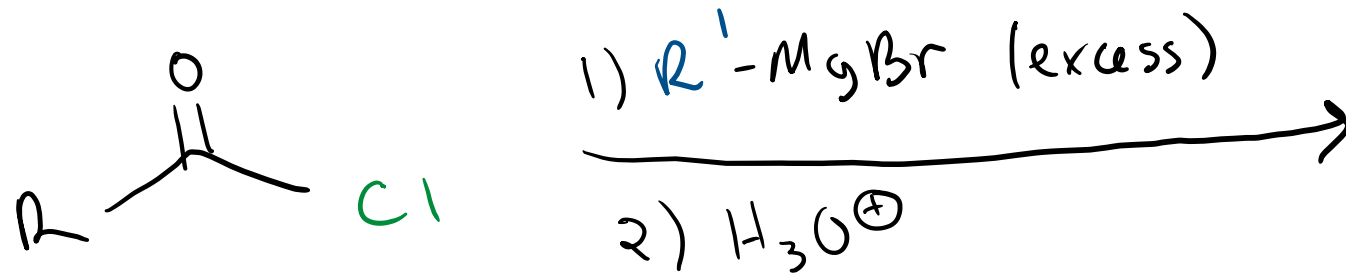 O
R
Cl
1) R'-MgBr (excess)
2) H₃O⊕